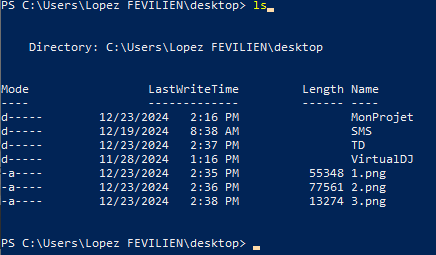 PS C:\Users\Lopez FEVILIEN\desktop> ls
Directory: C:\Users\Lopez FEVILIEN\desktop
Mode LastWriteTime Length Name
---- ------------- ------ ----
d----- 12/23/2024 2:16 PM MonProjet
d----- 12/19/2024 8:38 AM SMS
d----- 12/23/2024 2:37 PM TD
d----- 11/28/2024 1:16 PM VirtualDJ
-a---- 12/23/2024 2:35 PM 55348 1.png
-a---- 12/23/2024 2:36 PM 77561 2.png
-a---- 12/23/2024 2:38 PM 13274 3.png
PS C:\Users\Lopez FEVILIEN\desktop>